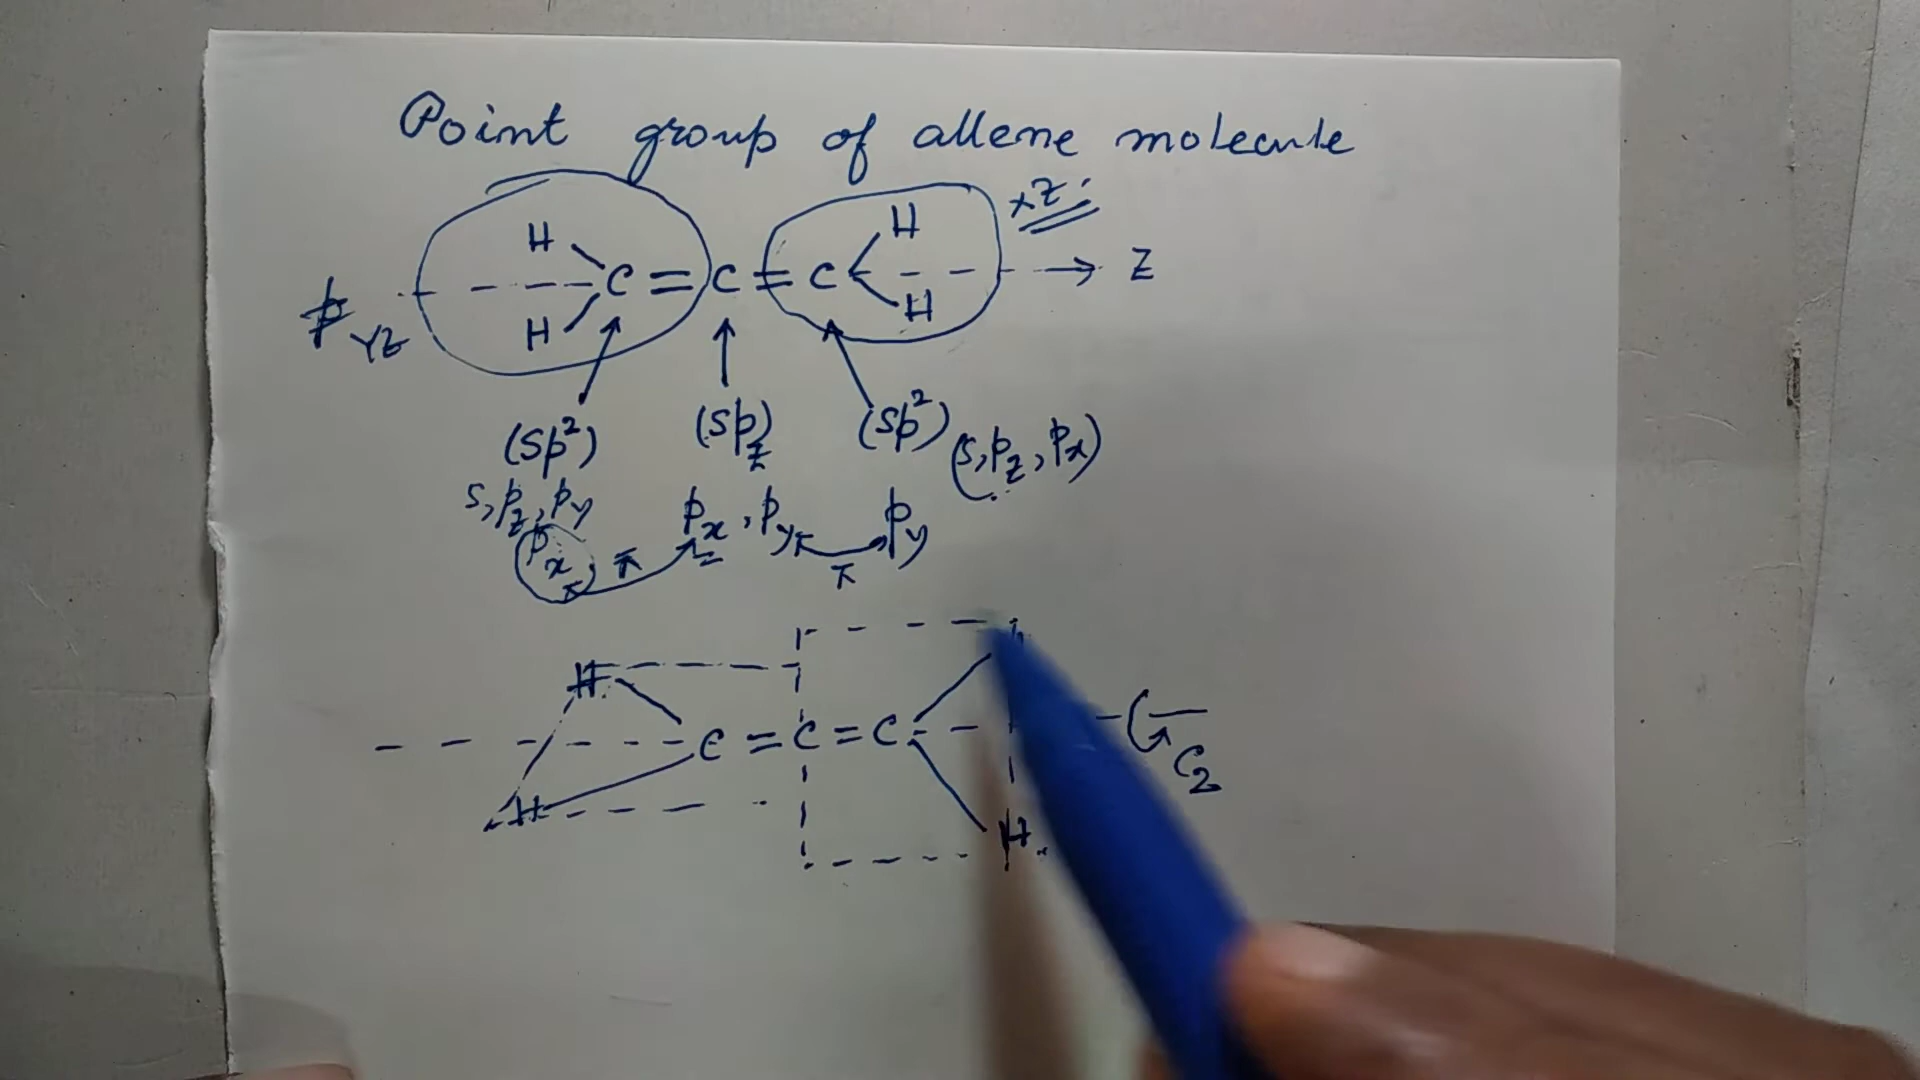 Point group of allene molecule
xz
H H
C = C = C → Z
H H
YZ
(sp²) (sp) (sp²) (s, pz, px)
z
s, pz, py
px π px, py π py
H
C = C = C C2
H H